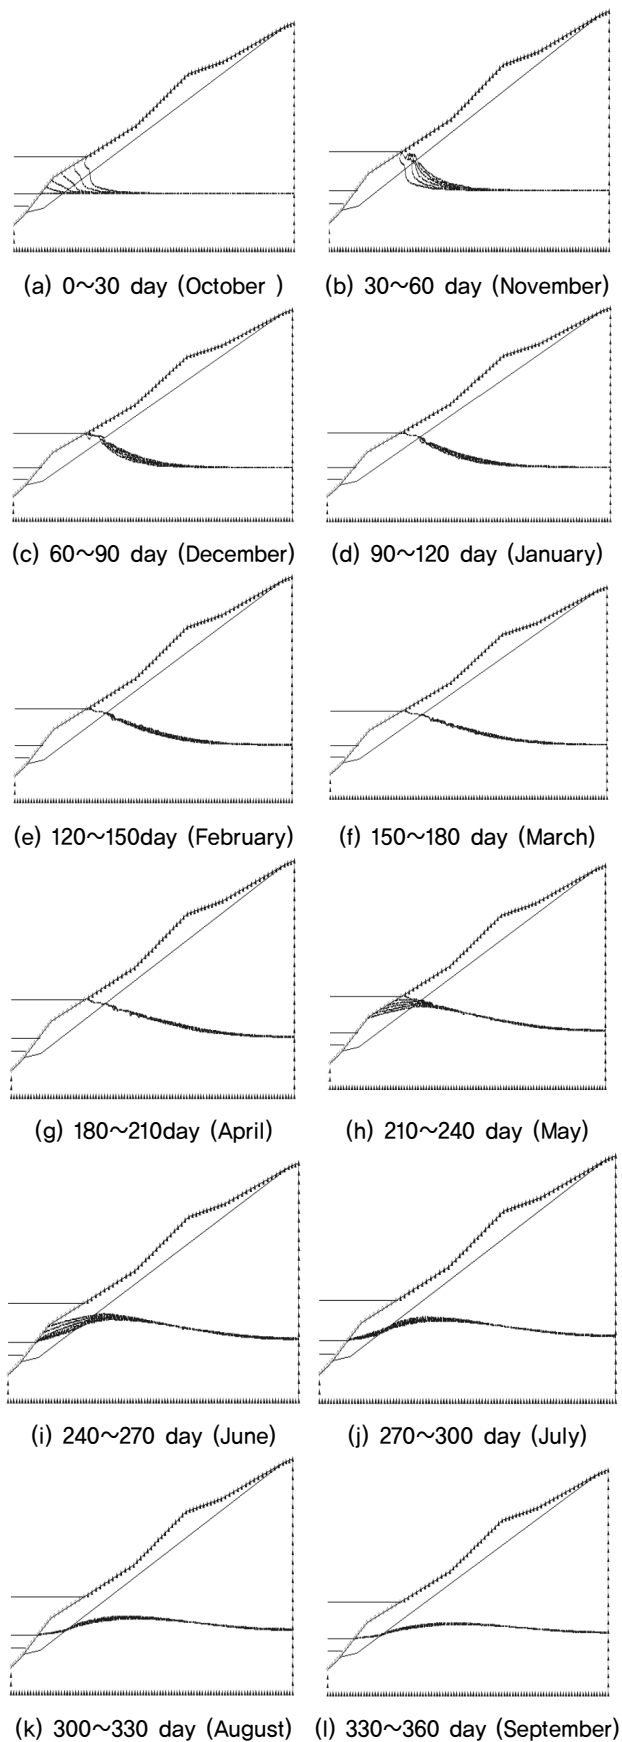 (a) 0~30 day (October )
(b) 30~60 day (November)
(c) 60~90 day (December)
(d) 90~120 day (January)
(e) 120~150day (February)
(f) 150~180 day (March)
(g) 180~210day (April)
(h) 210~240 day (May)
(i) 240~270 day (June)
(j) 270~300 day (July)
(k) 300~330 day (August)
(l) 330~360 day (September)